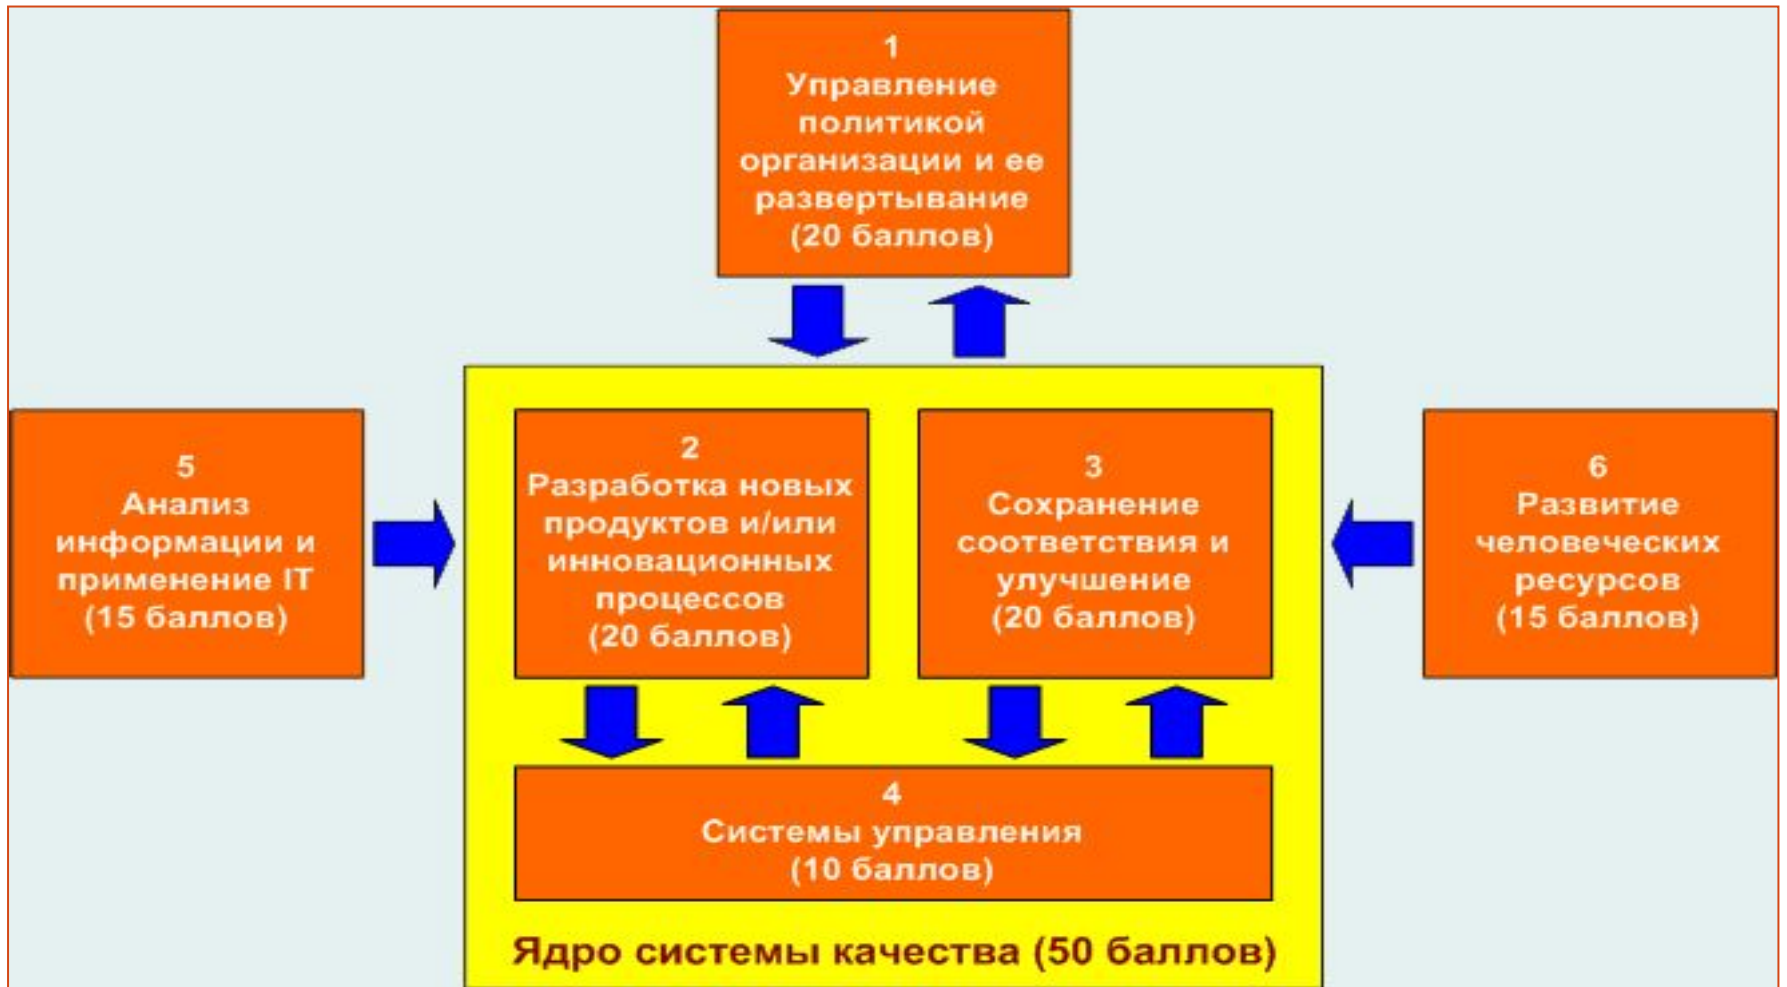 1
Управление
политикой
организации и ее
развертывание
(20 баллов)
5
Анализ
информации и
применение IT
(15 баллов)
2
Разработка новых
продуктов и/или
инновационных
процессов
(20 баллов)
3
Сохранение
соответствия и
улучшение
(20 баллов)
6
Развитие
человеческих
ресурсов
(15 баллов)
4
Системы управления
(10 баллов)
Ядро системы качества (50 баллов)